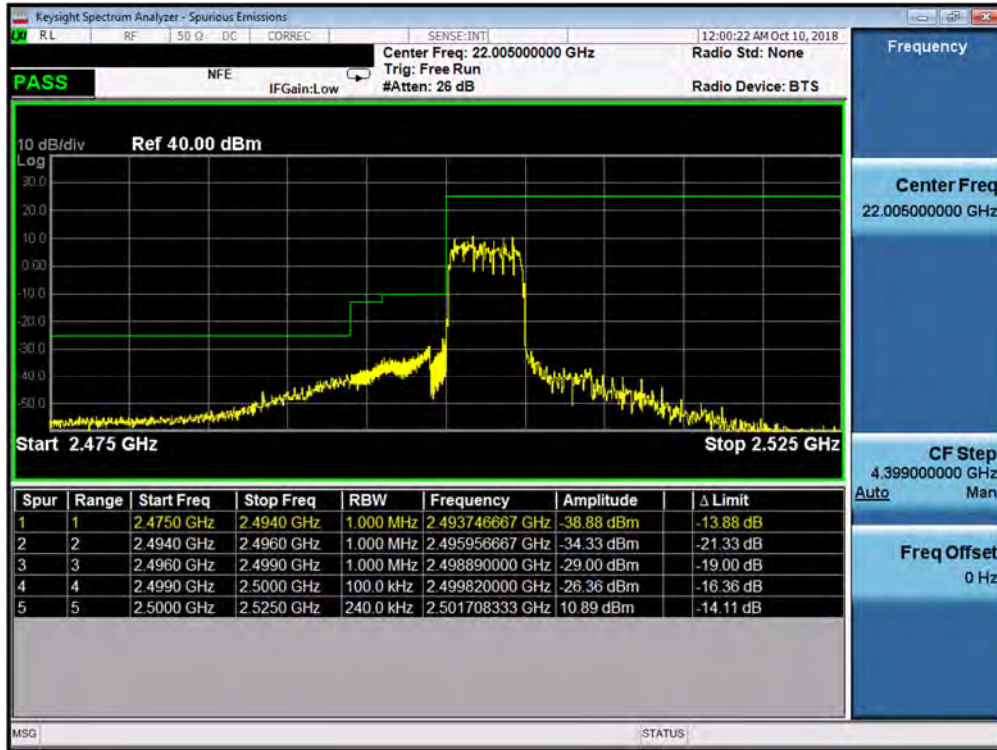 Keysight Spectrum Analyzer - Spurious Emissions
LXI RL RF 50 Ω DC CORREC SENSE:INT 12:00:22 AM Oct 10, 2018
Center Freq: 22.005000000 GHz Radio Std: None
PASS NFE Trig: Free Run
IFGain:Low #Atten: 26 dB Radio Device: BTS
10 dB/div Ref 40.00 dBm
Log
30.0
20.0
10.0
0.00
-10.0
-20.0
-30.0
-40.0
-50.0
Start 2.475 GHz Stop 2.525 GHz
Spur Range Start Freq Stop Freq RBW Frequency Amplitude Δ Limit
1 1 2.4750 GHz 2.4940 GHz 1.000 MHz 2.493746667 GHz -38.88 dBm -13.88 dB
2 2 2.4940 GHz 2.4960 GHz 1.000 MHz 2.495956667 GHz -34.33 dBm -21.33 dB
3 3 2.4960 GHz 2.4990 GHz 1.000 MHz 2.498890000 GHz -29.00 dBm -19.00 dB
4 4 2.4990 GHz 2.5000 GHz 100.0 kHz 2.499820000 GHz -26.36 dBm -16.36 dB
5 5 2.5000 GHz 2.5250 GHz 240.0 kHz 2.501708333 GHz 10.89 dBm -14.11 dB
MSG STATUS
Frequency
Center Freq
22.005000000 GHz
CF Step
4.399000000 GHz
Auto Man
Freq Offset
0 Hz